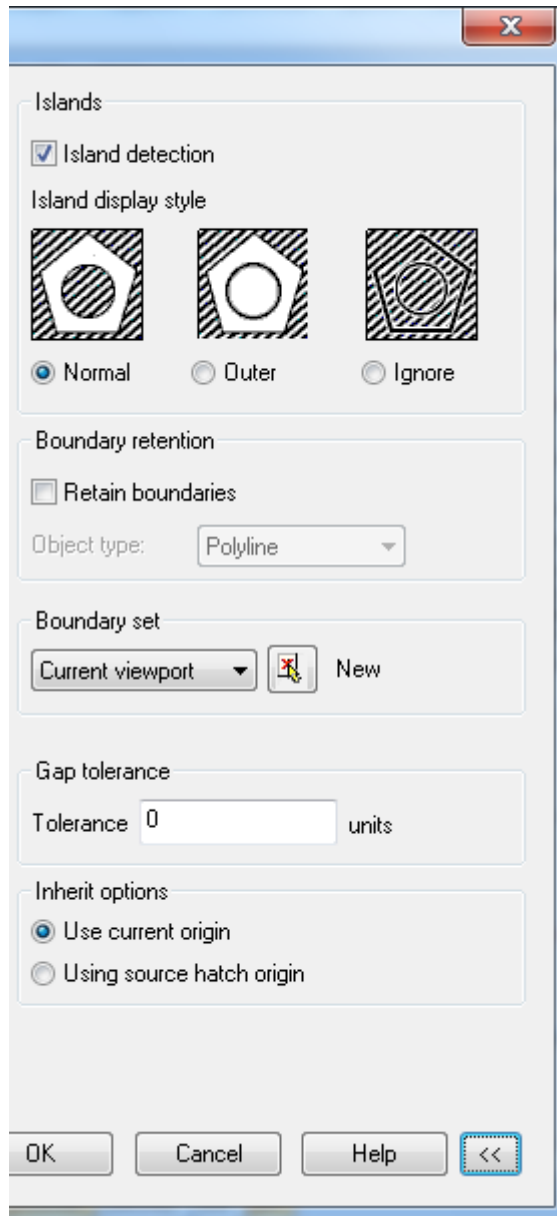 Islands
Island detection
Island display style
Normal Outer Ignore
Boundary retention
Retain boundaries
Object type: Polyline
Boundary set
Current viewport New
Gap tolerance
Tolerance 0 units
Inherit options
Use current origin
Using source hatch origin
OK Cancel Help <<